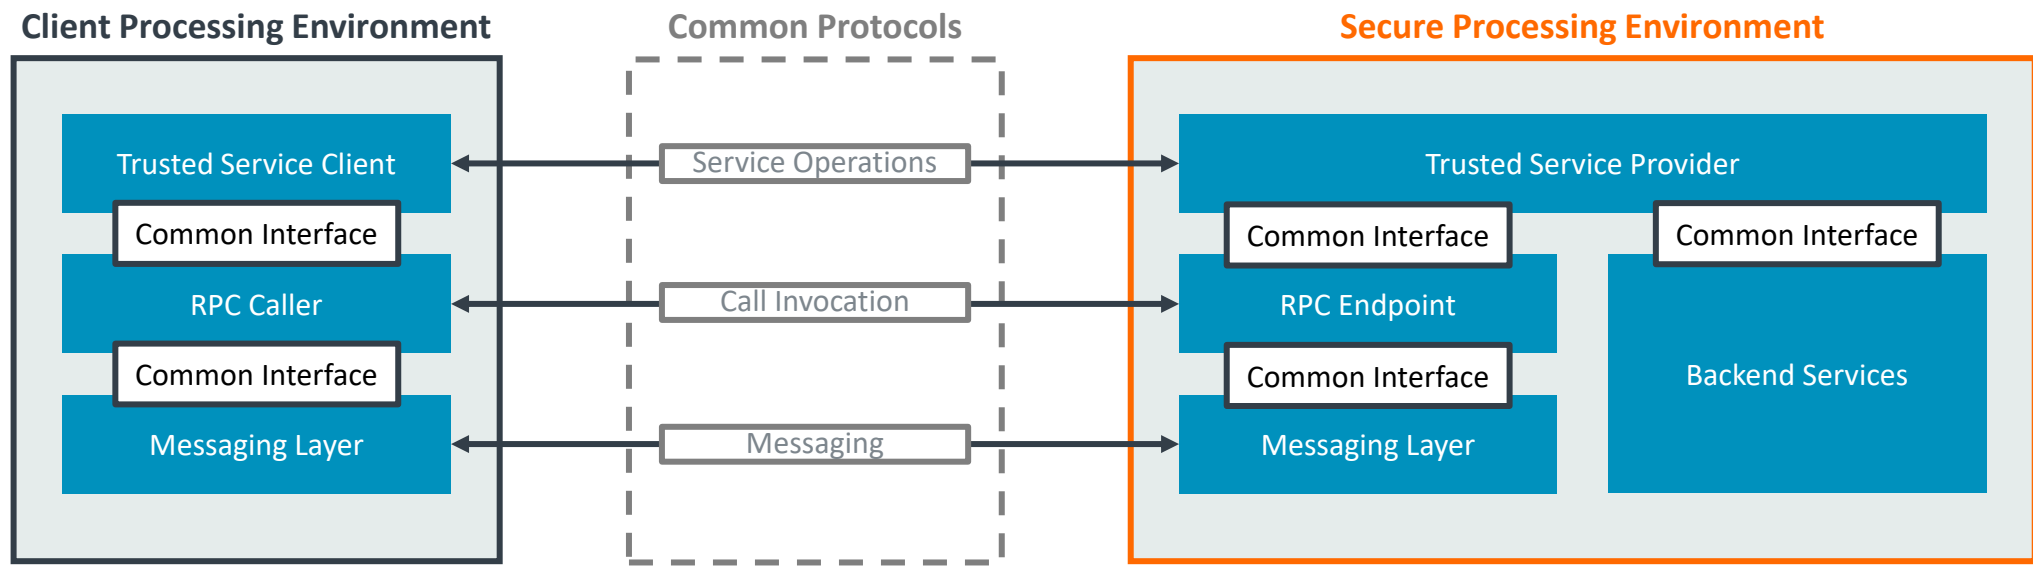 Client Processing Environment
Common Protocols
Secure Processing Environment
Trusted Service Client
Service Operations
Trusted Service Provider
Common Interface
Common Interface
Common Interface
RPC Caller
Call Invocation
RPC Endpoint
Common Interface
Common Interface
Backend Services
Messaging Layer
Messaging
Messaging Layer